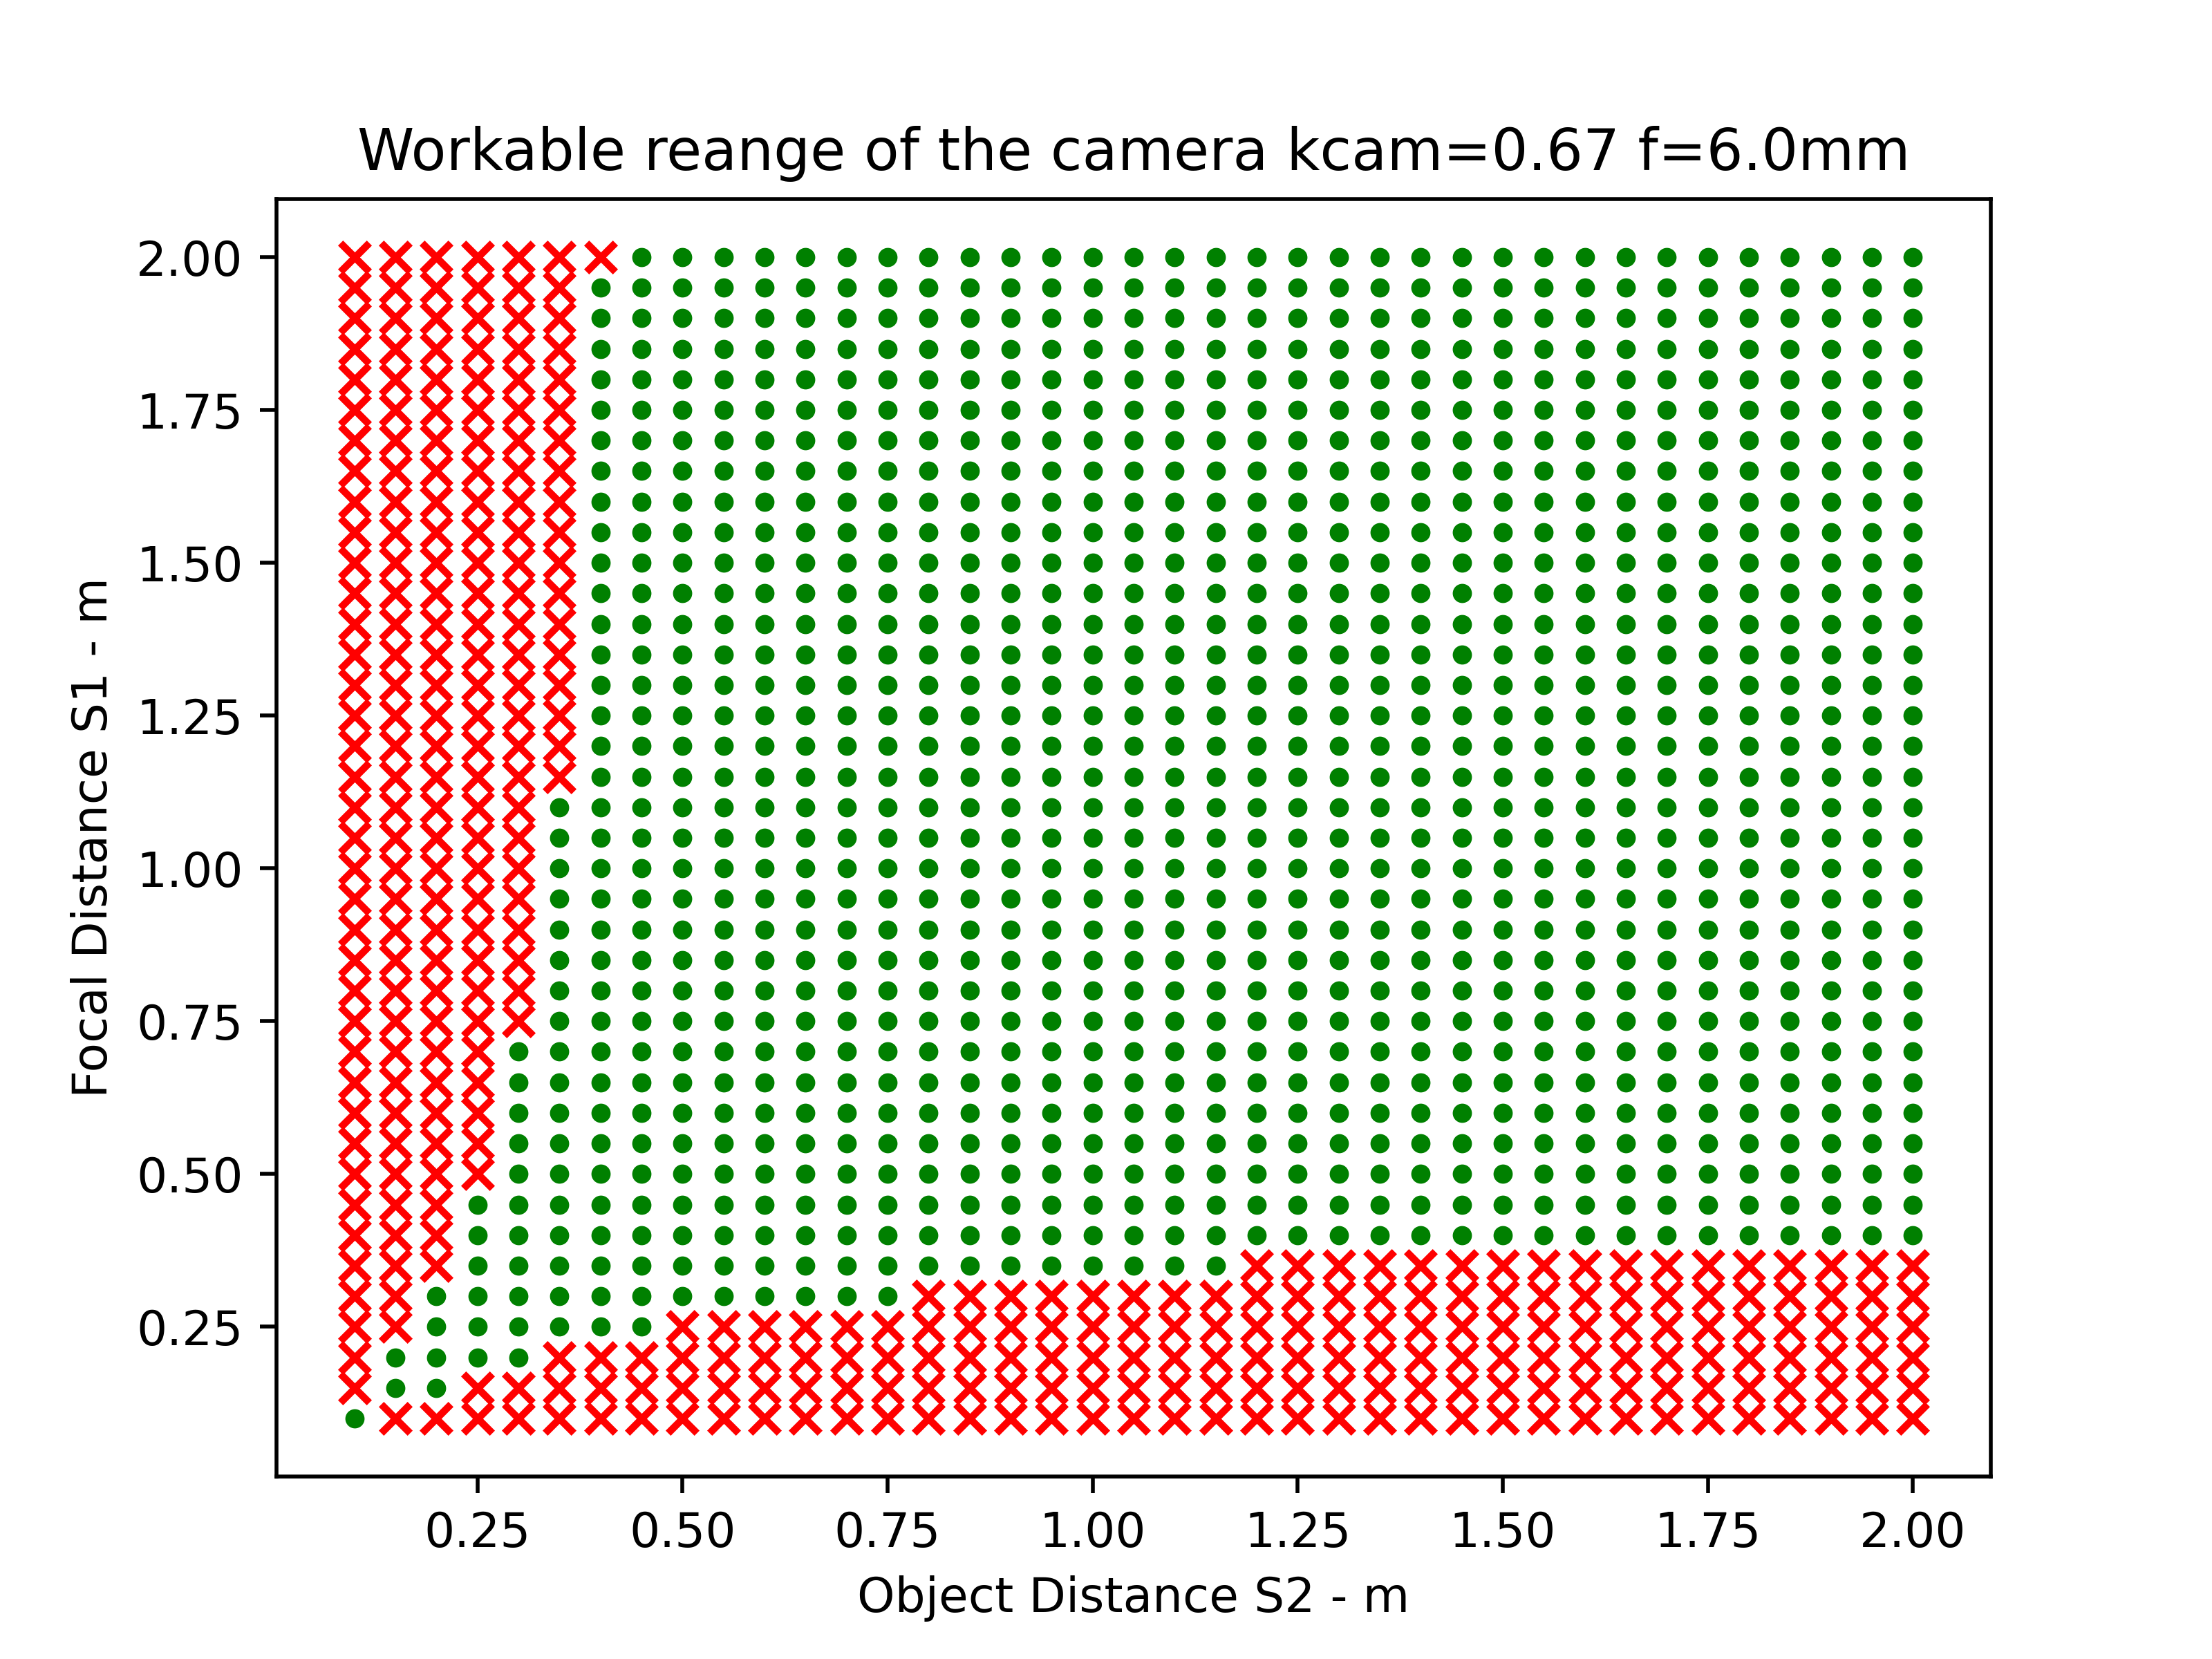 Workable reange of the camera kcam=0.67 f=6.0mm
2.00
1.75
1.50
1.25
1.00
0.75
0.50
0.25
Focal Distance S1 - m
0.25 0.50 0.75 1.00 1.25 1.50 1.75 2.00
Object Distance S2 - m